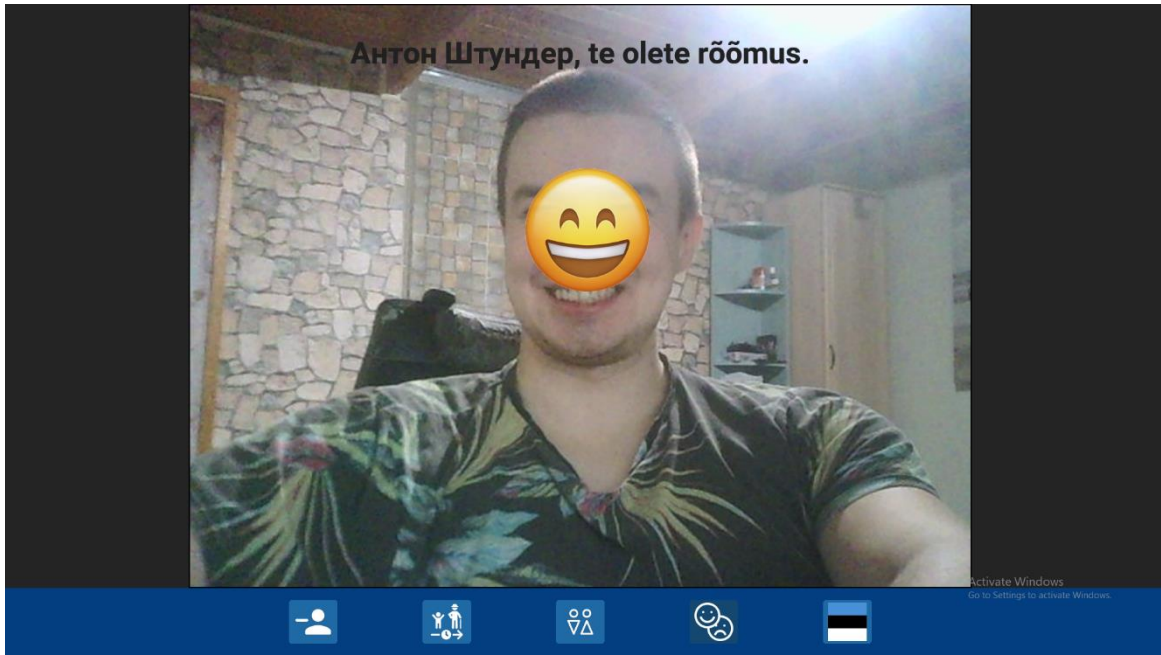 Антон Штундер, te olete rõõmus.
Activate Windows
Go to Settings to activate Windows.